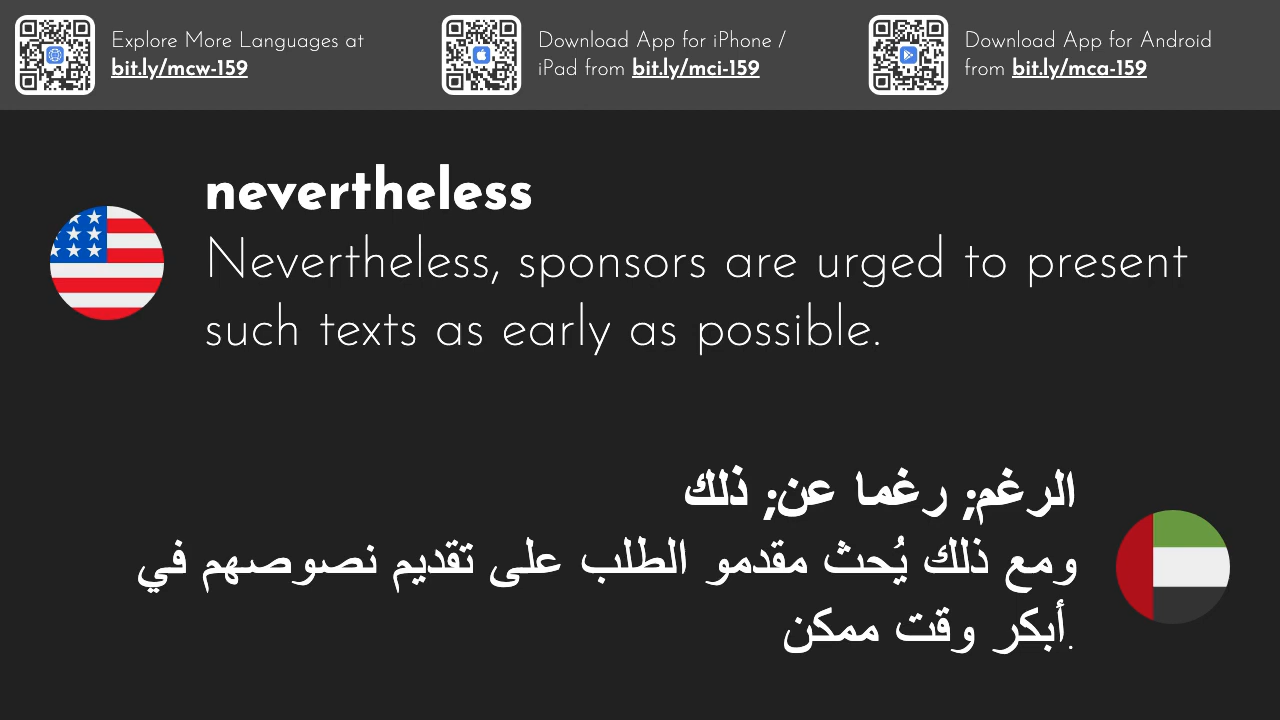 Explore More Languages at
bit.ly/mcw-159
Download App for iPhone /
iPad from bit.ly/mci-159
Download App for Android
from bit.ly/mca-159
nevertheless
Nevertheless, sponsors are urged to present
such texts as early as possible.
الرغم; رغما عن; ذلك
ومع ذلك يُحث مقدمو الطلب على تقديم نصوصهم في
.أبكر وقت ممكن